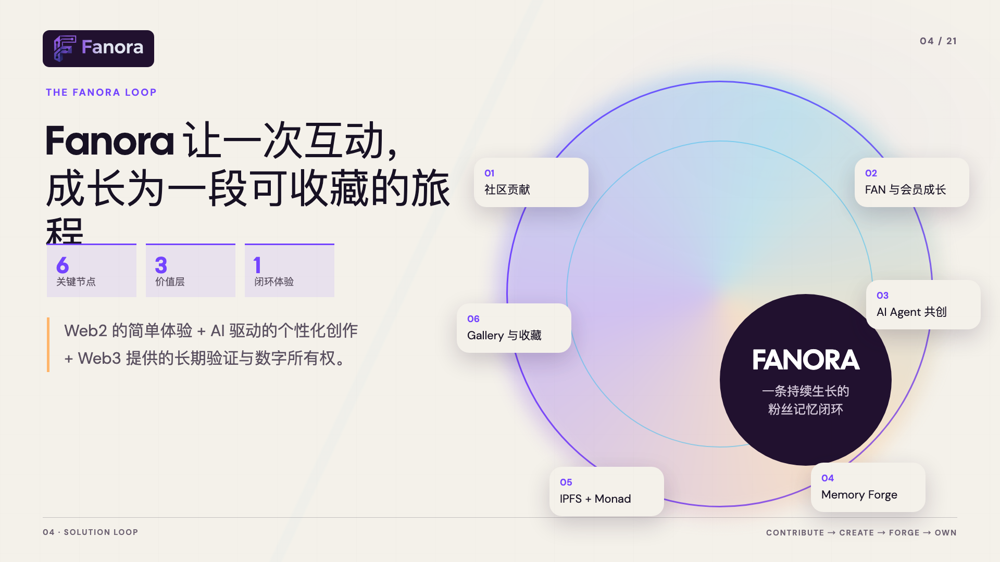 Fanora
04 / 21
THE FANORA LOOP
Fanora 让一次互动，
成长为一段可收藏的旅
程
6
关键节点
3
价值层
1
闭环体验
Web2 的简单体验 + AI 驱动的个性化创作
+ Web3 提供的长期验证与数字所有权。
01
社区贡献
02
FAN 与会员成长
03
AI Agent 共创
04
Memory Forge
05
IPFS + Monad
06
Gallery 与收藏
FANORA
一条持续生长的
粉丝记忆闭环
04 · SOLUTION LOOP
CONTRIBUTE → CREATE → FORGE → OWN